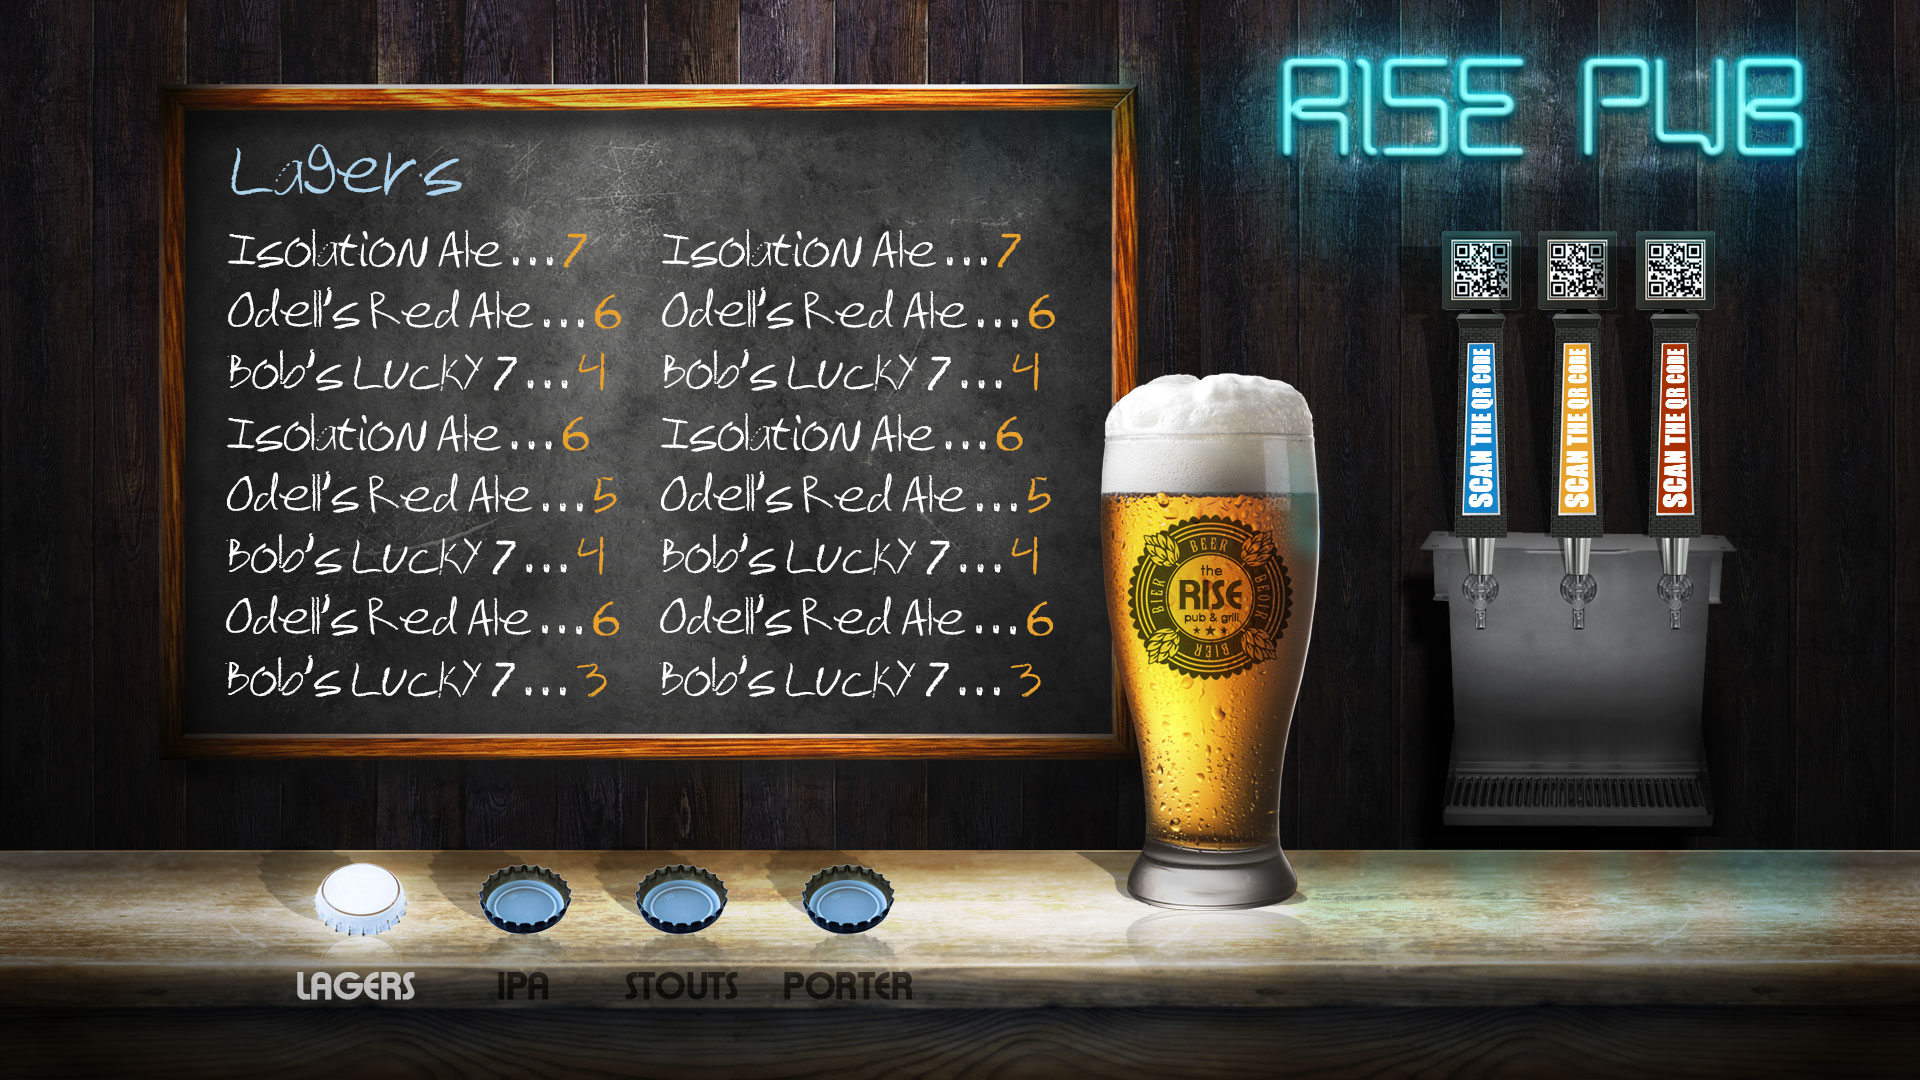 RISE PUB
Lagers
Isolation Ale...7
Odell's Red Ale...6
Bob's Lucky 7...4
Isolation Ale...6
Odell's Red Ale...5
Bob's Lucky 7...4
Odell's Red Ale...6
Bob's Lucky 7...3
Isolation Ale...7
Odell's Red Ale...6
Bob's Lucky 7...4
Isolation Ale...6
Odell's Red Ale...5
Bob's Lucky 7...4
Odell's Red Ale...6
Bob's Lucky 7...3
SCAN THE QR CODE
SCAN THE QR CODE
SCAN THE QR CODE
BEER
BIER
the
RISE
pub & grill
BIER
LAGERS
IPA
STOUTS
PORTER